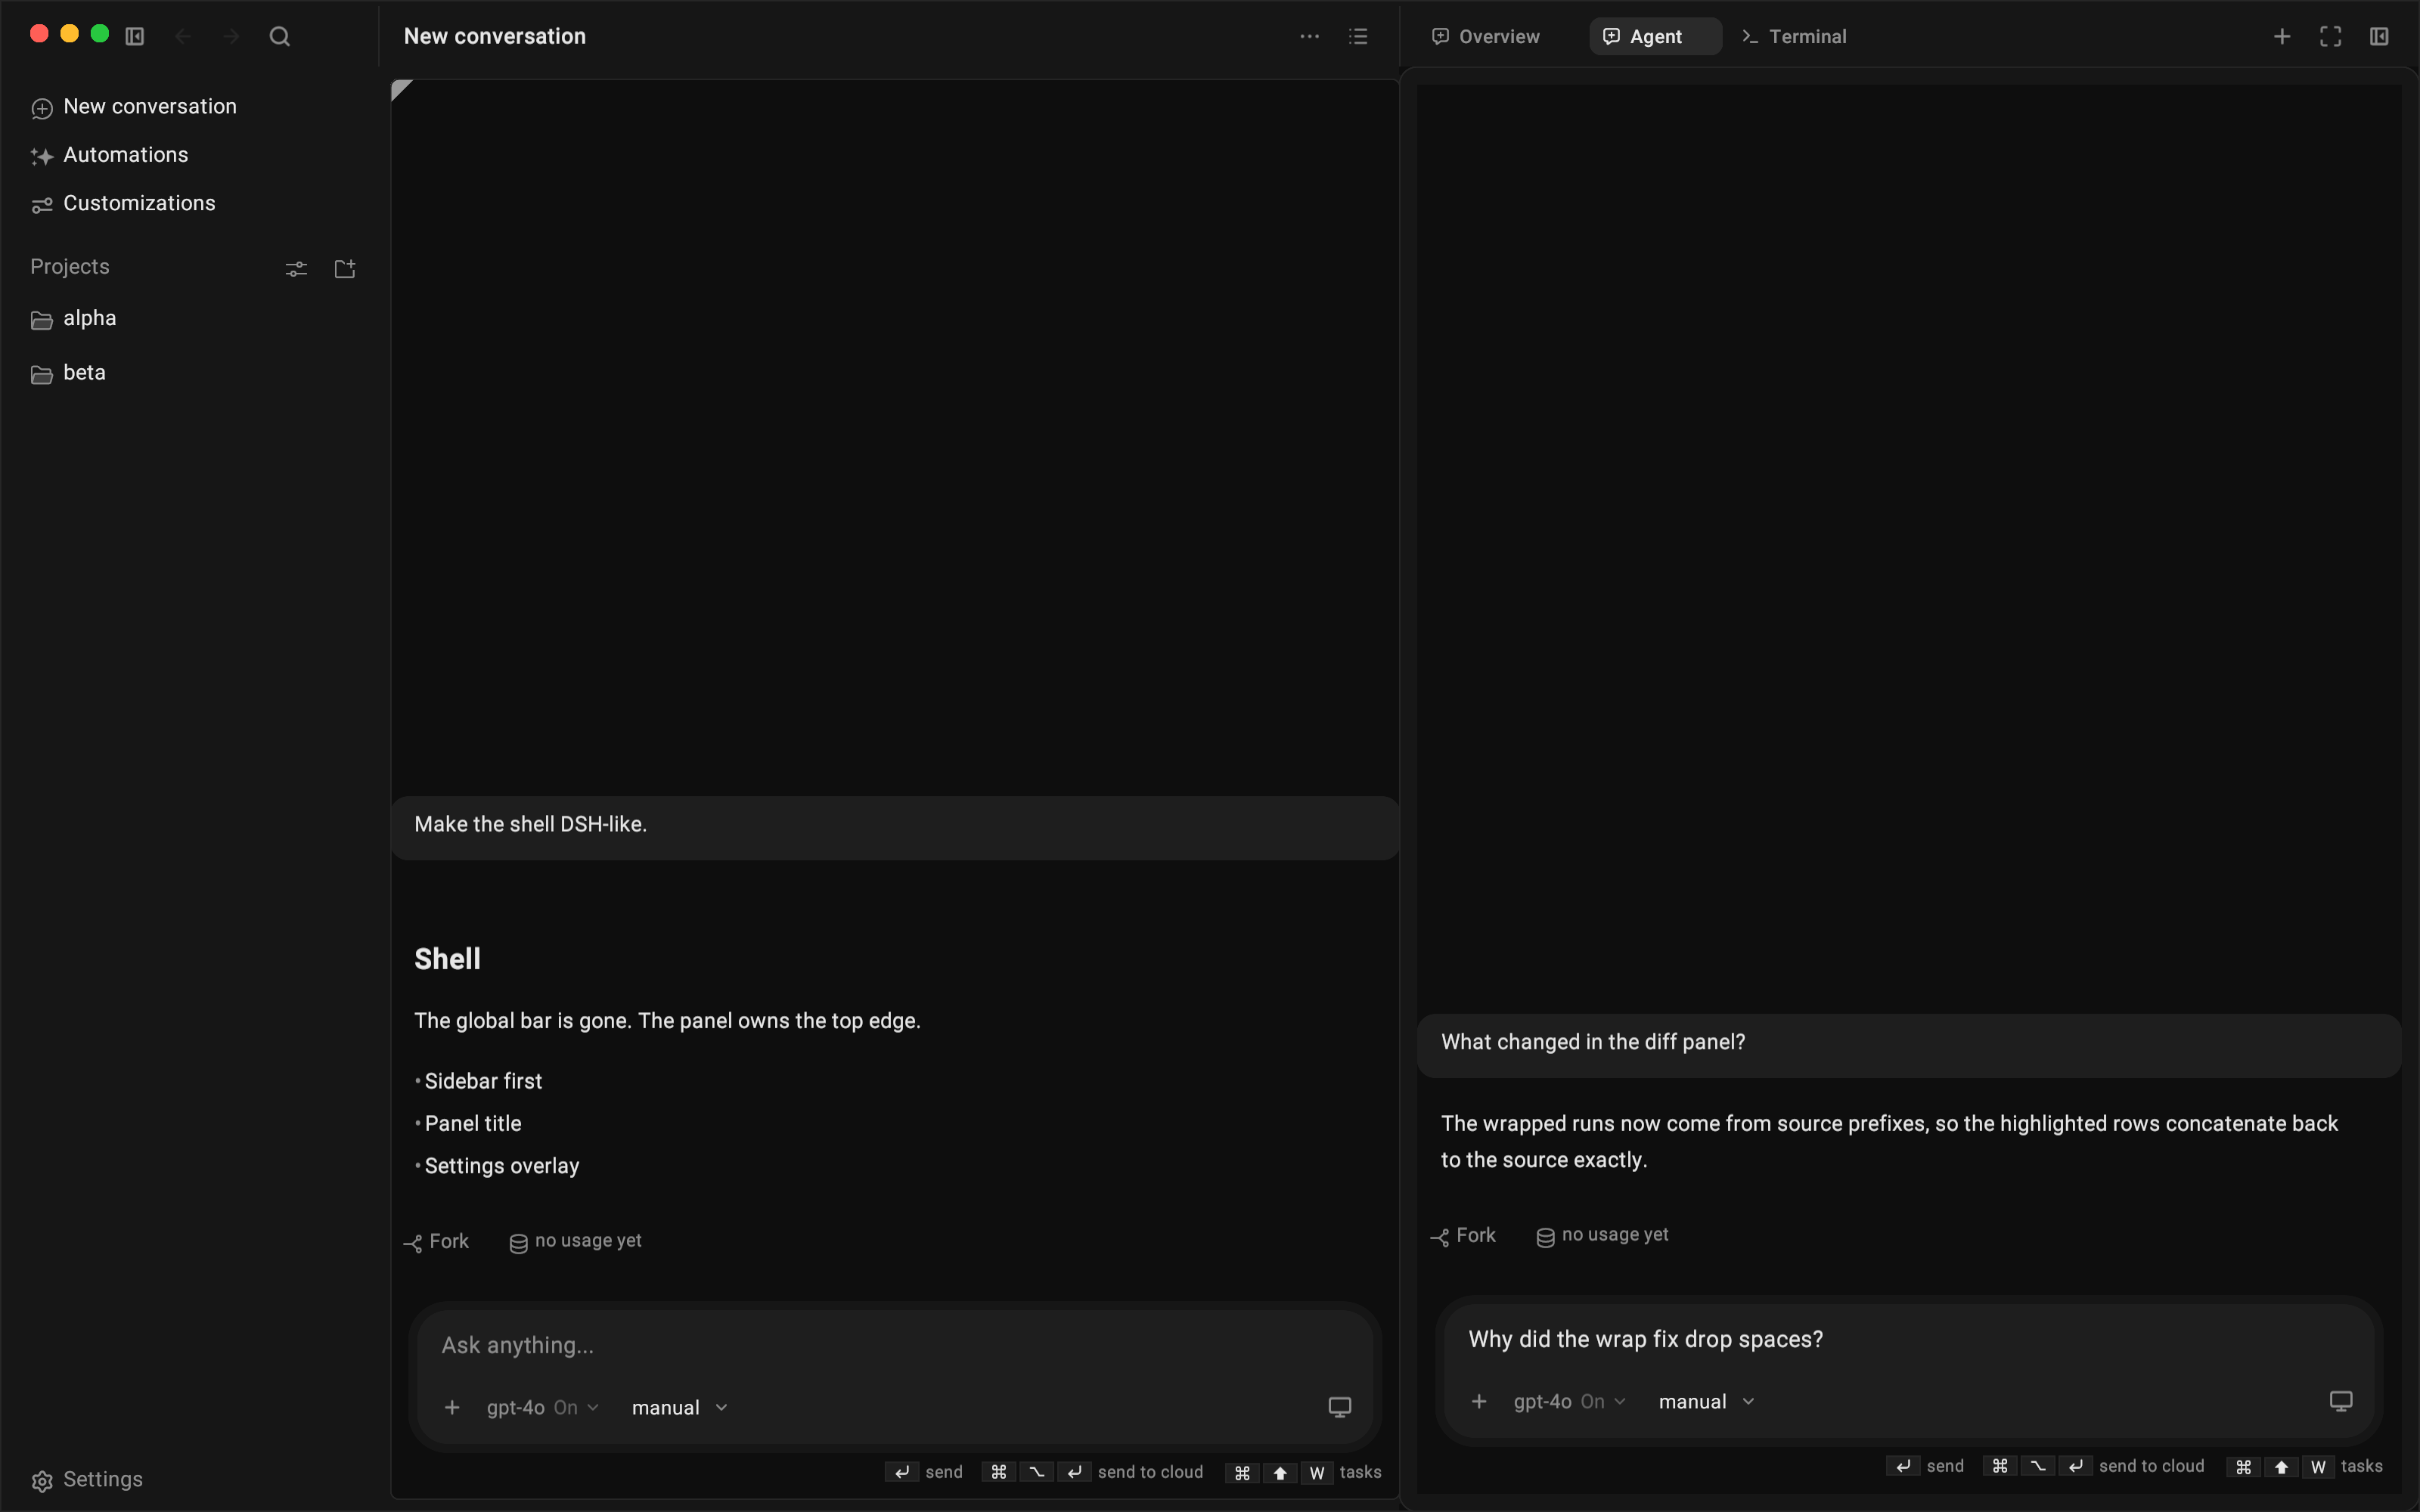 New conversation
Automations
Customizations
Projects
alpha
beta
Settings
New conversation
Make the shell DSH-like.
Shell
The global bar is gone. The panel owns the top edge.
• Sidebar first
• Panel title
• Settings overlay
Fork no usage yet
Ask anything...
gpt-4o On manual
send ⌘ ⌥ send to cloud ⌘ W tasks
Overview Agent Terminal
What changed in the diff panel?
The wrapped runs now come from source prefixes, so the highlighted rows concatenate back
to the source exactly.
Fork no usage yet
Why did the wrap fix drop spaces?
gpt-4o On manual
send ⌘ ⌥ send to cloud ⌘ W tasks